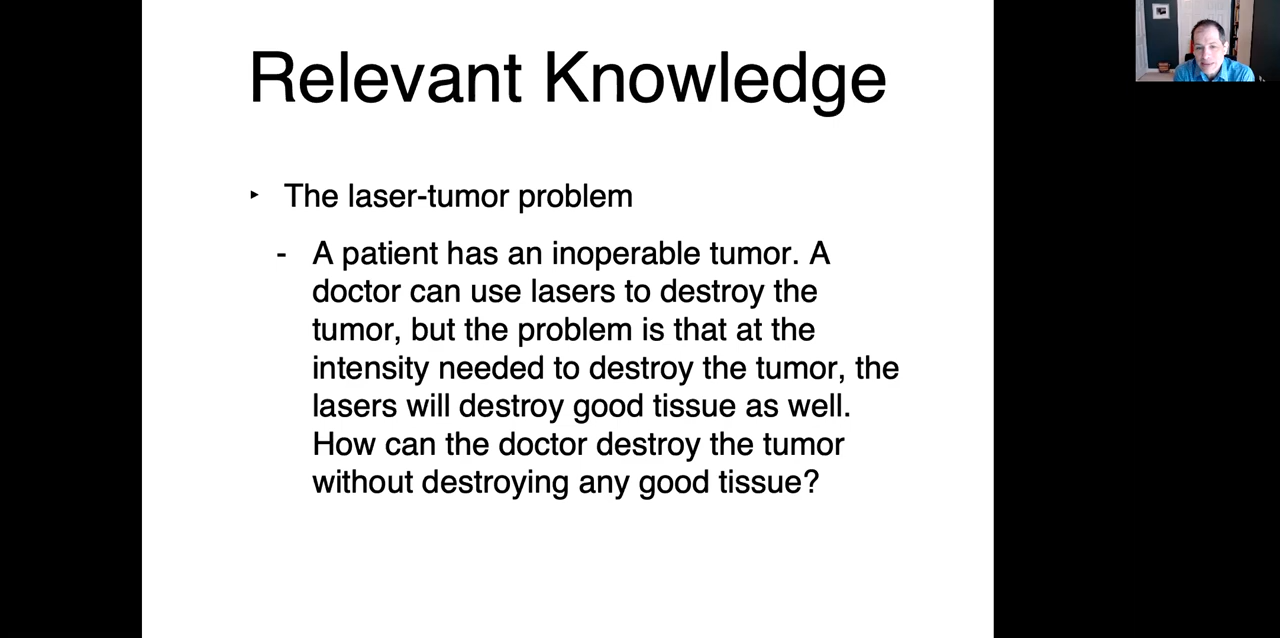 Relevant Knowledge
‣ The laser-tumor problem
- A patient has an inoperable tumor. A
doctor can use lasers to destroy the
tumor, but the problem is that at the
intensity needed to destroy the tumor, the
lasers will destroy good tissue as well.
How can the doctor destroy the tumor
without destroying any good tissue?